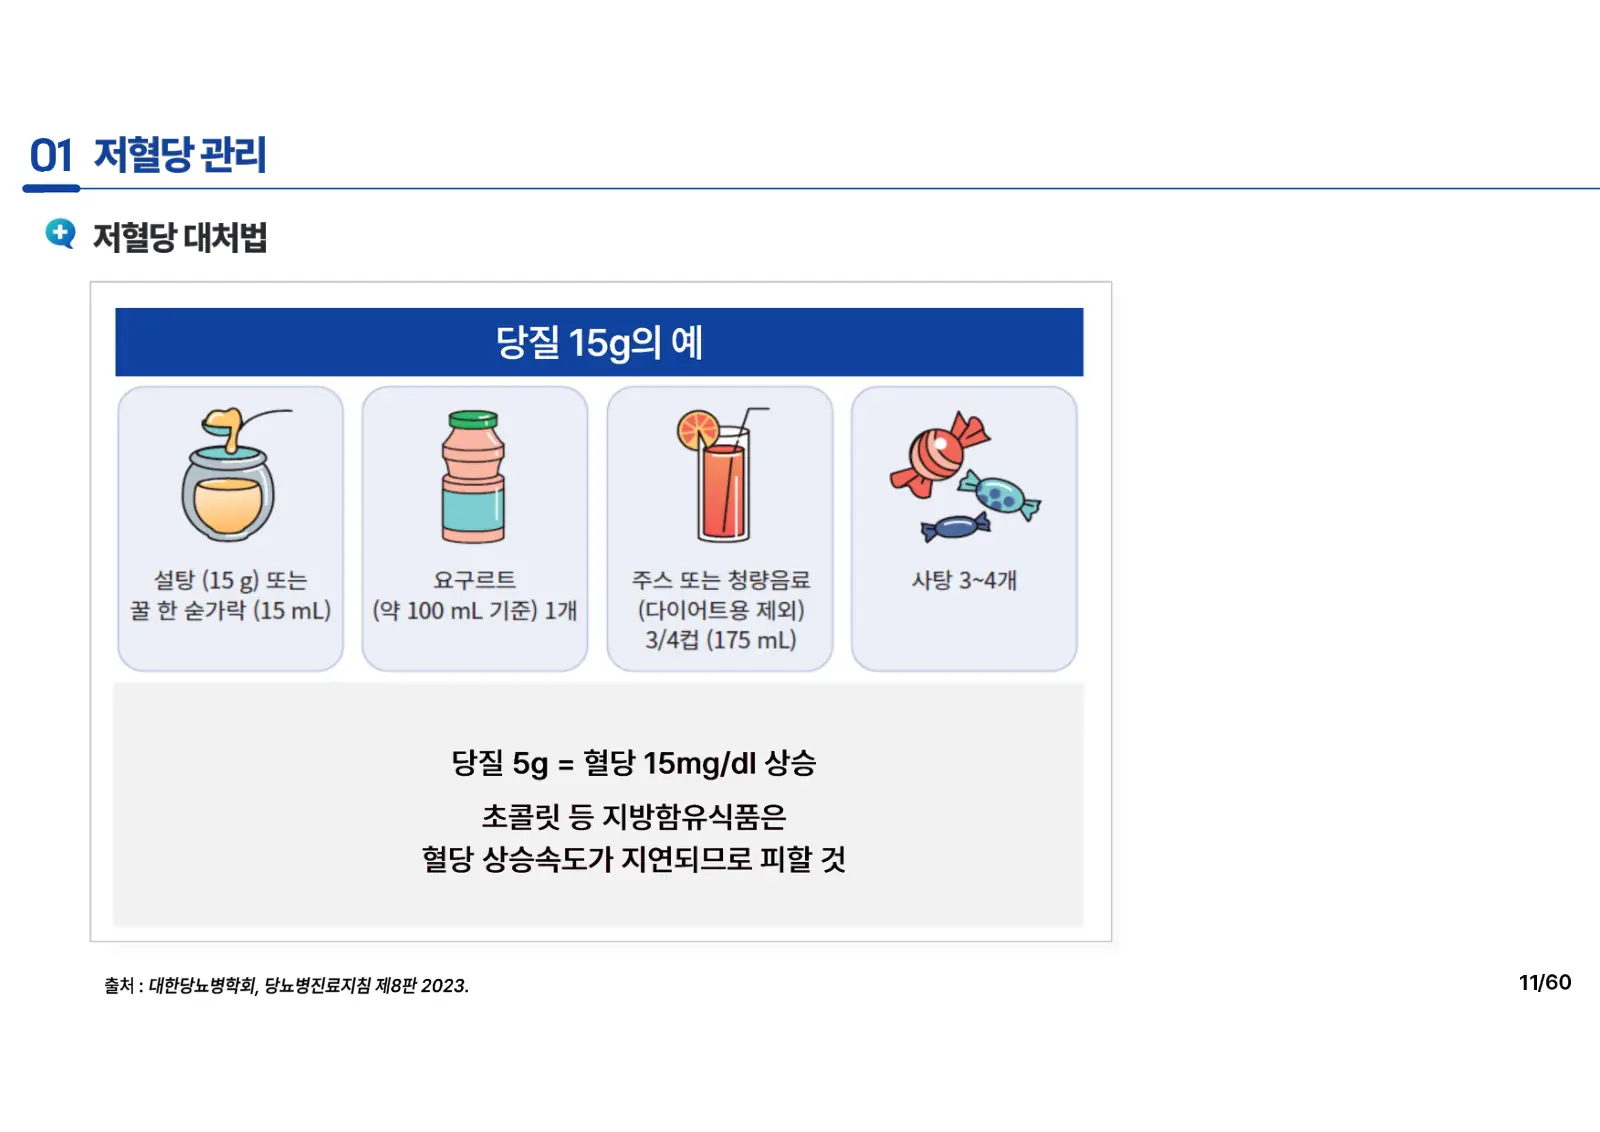 01 저혈당 관리
저혈당 대처법
당질 15g의 예
설탕 (15 g) 또는
꿀 한 숟가락 (15 mL)
요구르트
(약 100 mL 기준) 1개
주스 또는 청량음료
(다이어트용 제외)
3/4컵 (175 mL)
사탕 3~4개
당질 5g = 혈당 15mg/dl 상승
초콜릿 등 지방함유식품은
혈당 상승속도가 지연되므로 피할 것
출처 : 대한당뇨병학회, 당뇨병진료지침 제8판 2023.
11/60